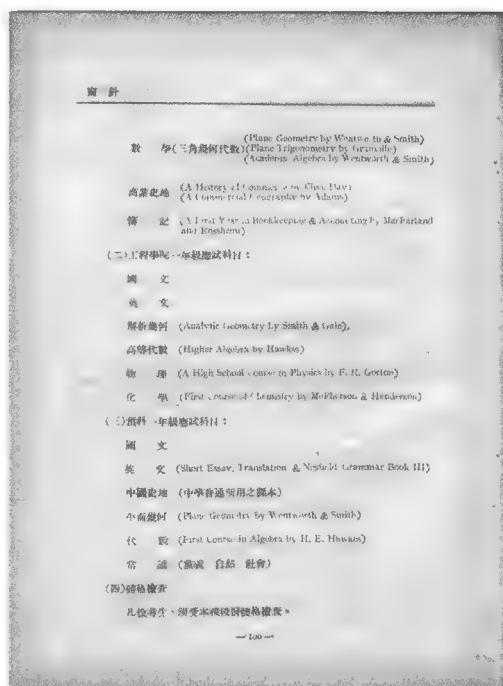 南針
(Plane Geometry by Wentworth & Smith)
數 學(三角幾何代數)(Plane Trigonometry by Granville)
(Academic Algebra by Wentworth & Smith)
商業史地 (A History of Commerce by Clive Day)
(A Commercial Geography by Adams)
簿 記 (A First Year in Bookkeeping & Accounting by MacFarland
and Rossheim)
(二)工程學院一年級應試科目：
國 文
英 文
解析幾何 (Analytic Geometry by Smith & Gale),
高等代數 (Higher Algebra by Hawkes)
物 理 (A High School course in Physics by F. R. Gorton)
化 學 (First course of Chemistry by McPherson & Henderson)
(三)預科一年級應試科目：
國 文
英 文 (Short Essay, Translation & Nesfield Grammar Book III)
中國史地 (中學普通所用之課本)
平面幾何 (Plane Geometry by Wentworth & Smith)
代 數 (First Course in Algebra by H. E. Hawkes)
常 識 (黨義 自然 社會)
(四)體格檢查
凡投考生，須受本校校醫體格檢查。
— 100 —